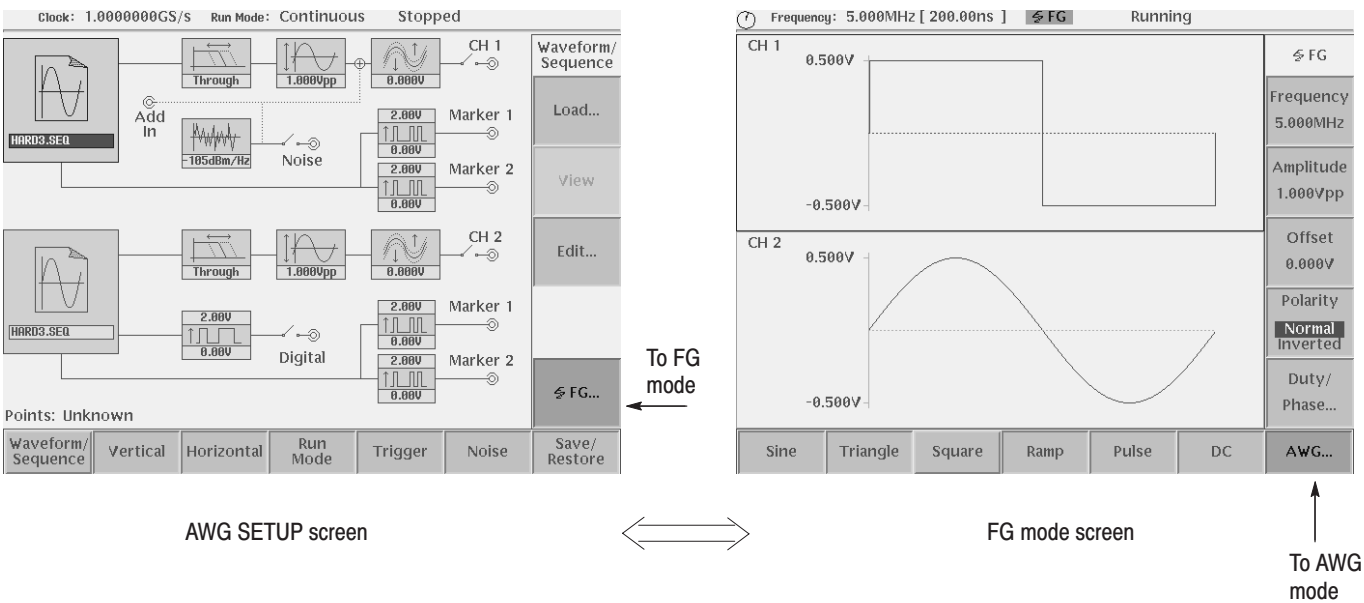 Clock: 1.0000000GS/s Run Mode: Continuous Stopped
CH 1
Through
1.000Vpp
0.000V
Add
In
HARD3.SEQ
-105dBm/Hz
Noise
2.00V
0.00V
Marker 1
2.00V
0.00V
Marker 2
CH 2
Through
1.000Vpp
0.000V
HARD3.SEQ
2.00V
0.00V
Digital
2.00V
0.00V
Marker 1
2.00V
0.00V
Marker 2
Points: Unknown
Waveform/
Sequence
Load...
View
Edit...
FG...
Waveform/
Sequence
Vertical
Horizontal
Run
Mode
Trigger
Noise
Save/
Restore
To FG
mode
AWG SETUP screen
Frequency: 5.000MHz [ 200.00ns ] FG Running
CH 1
0.500V
-0.500V
CH 2
0.500V
-0.500V
FG
Frequency
5.000MHz
Amplitude
1.000Vpp
Offset
0.000V
Polarity
Normal
Inverted
Duty/
Phase...
Sine
Triangle
Square
Ramp
Pulse
DC
AWG...
FG mode screen
To AWG
mode